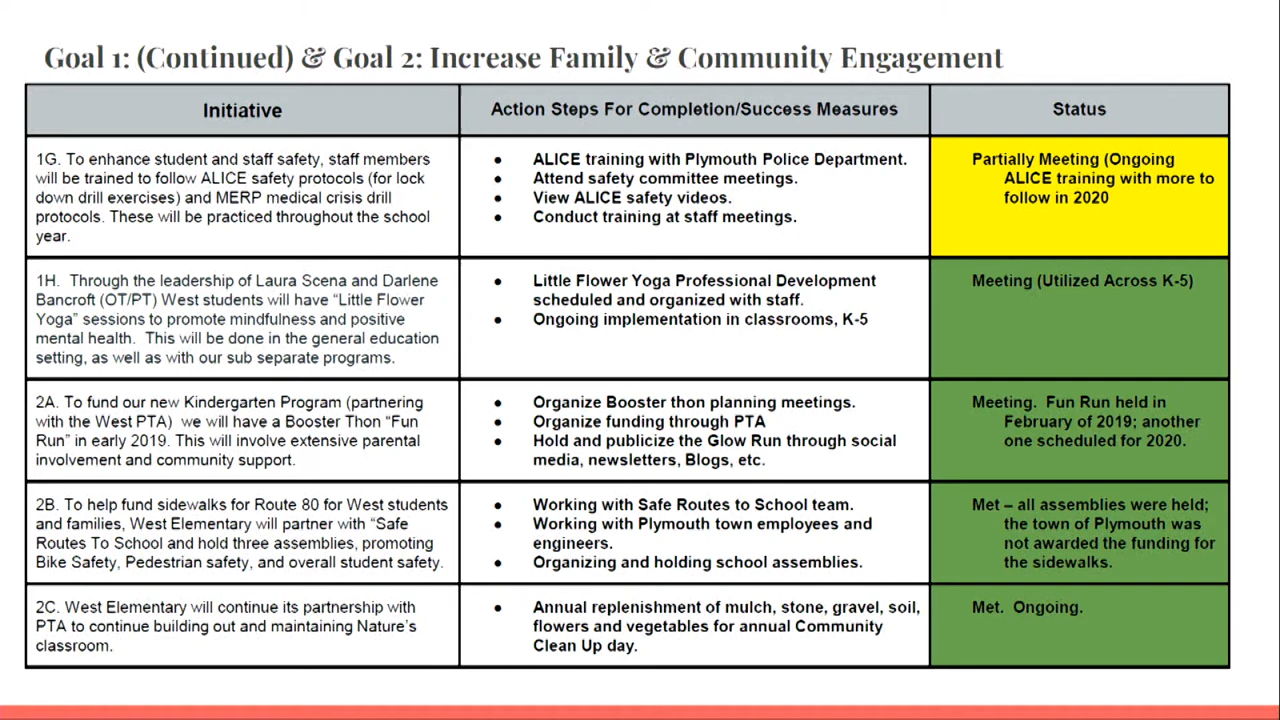 Goal 1: (Continued) & Goal 2: Increase Family & Community Engagement
Initiative
Action Steps For Completion/Success Measures
Status
1G. To enhance student and staff safety, staff members
will be trained to follow ALICE safety protocols (for lock
down drill exercises) and MERP medical crisis drill
protocols. These will be practiced throughout the school
year.
● ALICE training with Plymouth Police Department.
● Attend safety committee meetings.
● View ALICE safety videos.
● Conduct training at staff meetings.
Partially Meeting (Ongoing
ALICE training with more to
follow in 2020
1H. Through the leadership of Laura Scena and Darlene
Bancroft (OT/PT) West students will have “Little Flower
Yoga” sessions to promote mindfulness and positive
mental health. This will be done in the general education
setting, as well as with our sub separate programs.
● Little Flower Yoga Professional Development
scheduled and organized with staff.
● Ongoing implementation in classrooms, K-5
Meeting (Utilized Across K-5)
2A. To fund our new Kindergarten Program (partnering
with the West PTA) we will have a Booster Thon “Fun
Run” in early 2019. This will involve extensive parental
involvement and community support.
● Organize Booster thon planning meetings.
● Organize funding through PTA
● Hold and publicize the Glow Run through social
media, newsletters, Blogs, etc.
Meeting. Fun Run held in
February of 2019; another
one scheduled for 2020.
2B. To help fund sidewalks for Route 80 for West students
and families, West Elementary will partner with “Safe
Routes To School and hold three assemblies, promoting
Bike Safety, Pedestrian safety, and overall student safety.
● Working with Safe Routes to School team.
● Working with Plymouth town employees and
engineers.
● Organizing and holding school assemblies.
Met – all assemblies were held;
the town of Plymouth was
not awarded the funding for
the sidewalks.
2C. West Elementary will continue its partnership with
PTA to continue building out and maintaining Nature’s
classroom.
● Annual replenishment of mulch, stone, gravel, soil,
flowers and vegetables for annual Community
Clean Up day.
Met. Ongoing.